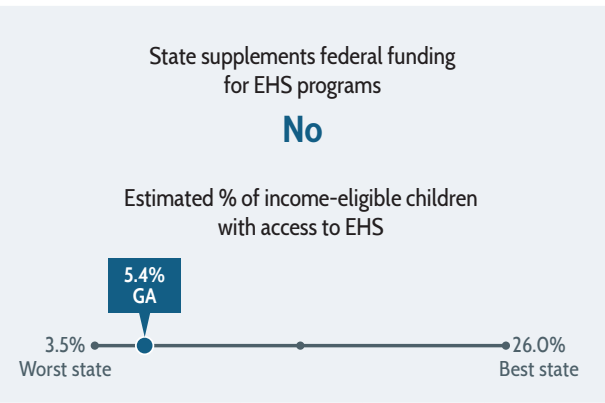 State supplements federal funding
for EHS programs
No
Estimated % of income-eligible children
with access to EHS
5.4%
GA
3.5%
Worst state
26.0%
Best state